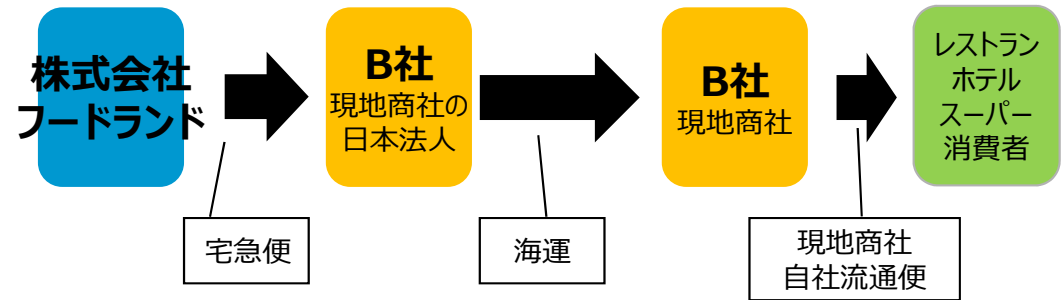 株式会社
フードランド
B社
現地商社の
日本法人
B社
現地商社
レストラン
ホテル
スーパー
消費者
宅急便
海運
現地商社
自社流通便